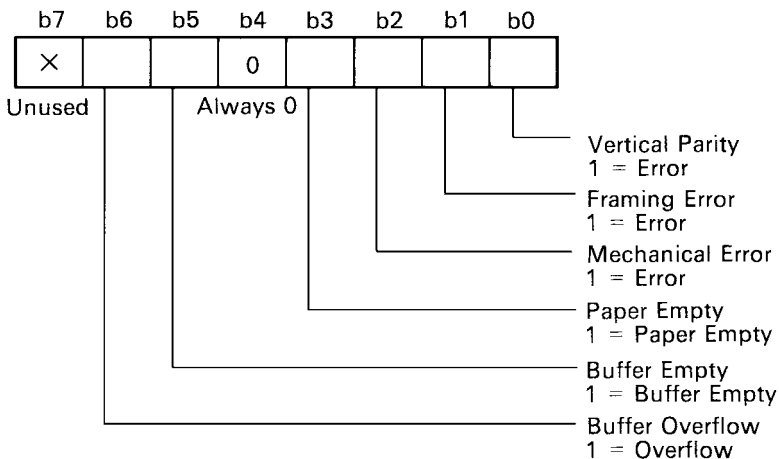 b7 b6 b5 b4 b3 b2 b1 b0
× 0
Unused Always 0
Vertical Parity
1 = Error
Framing Error
1 = Error
Mechanical Error
1 = Error
Paper Empty
1 = Paper Empty
Buffer Empty
1 = Buffer Empty
Buffer Overflow
1 = Overflow